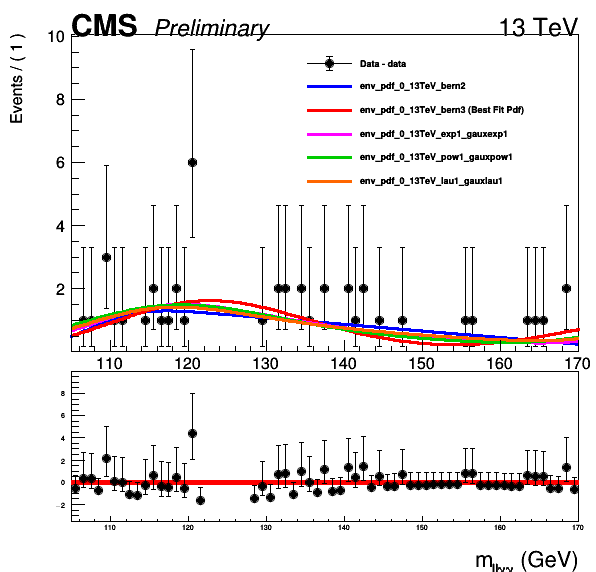 CMS Preliminary 13 TeV
Events / ( 1 )
10
8
6
4
2
Data - data
env_pdf_0_13TeV_bern2
env_pdf_0_13TeV_bern3 (Best Fit Pdf)
env_pdf_0_13TeV_exp1_gauxexp1
env_pdf_0_13TeV_pow1_gauxpow1
env_pdf_0_13TeV_lau1_gauxlau1
110 120 130 140 150 160 170
8
6
4
2
0
-2
110 120 130 140 150 160 170
m_{llγγ} (GeV)